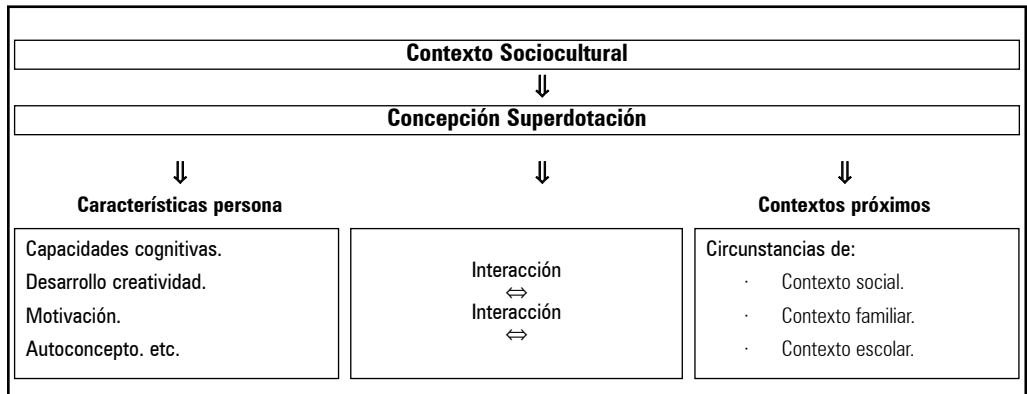 Contexto Sociocultural
⇓
Concepción Superdotación
⇓ ⇓ ⇓
Características persona
Contextos próximos
Capacidades cognitivas.
Desarrollo creatividad.
Motivación.
Autoconcepto. etc.
Interacción
⇔
Interacción
⇔
Circunstancias de:
· Contexto social.
· Contexto familiar.
· Contexto escolar.